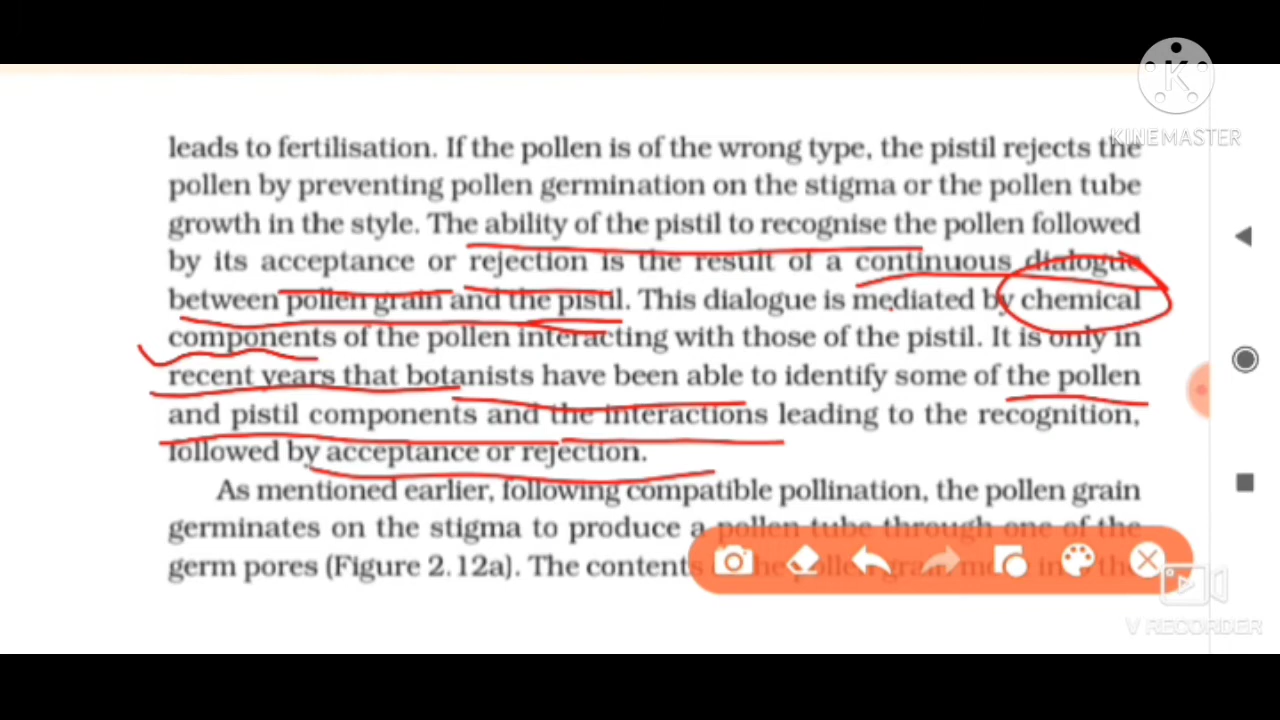 KINEMASTER
leads to fertilisation. If the pollen is of the wrong type, the pistil rejects the
pollen by preventing pollen germination on the stigma or the pollen tube
growth in the style. The ability of the pistil to recognise the pollen followed
by its acceptance or rejection is the result of a continuous dialogue
between pollen grain and the pistil. This dialogue is mediated by chemical
components of the pollen interacting with those of the pistil. It is only in
recent years that botanists have been able to identify some of the pollen
and pistil components and the interactions leading to the recognition,
followed by acceptance or rejection.
As mentioned earlier, following compatible pollination, the pollen grain
germinates on the stigma to produce a pollen tube through one of the
germ pores (Figure 2.12a). The contents
V RECORDER